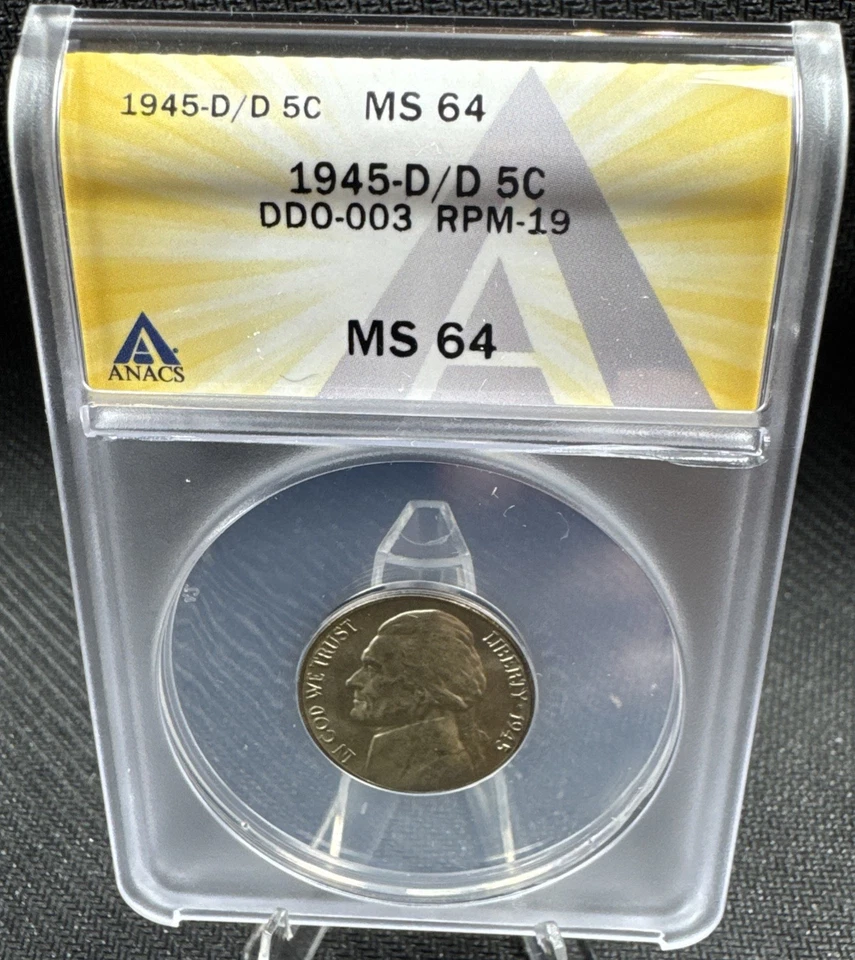 1945-D/D 5C MS 64
1945-D/D 5C
DDO-003 RPM-19
MS 64
ANACS
IN GOD WE TRUST
LIBERTY * 1945